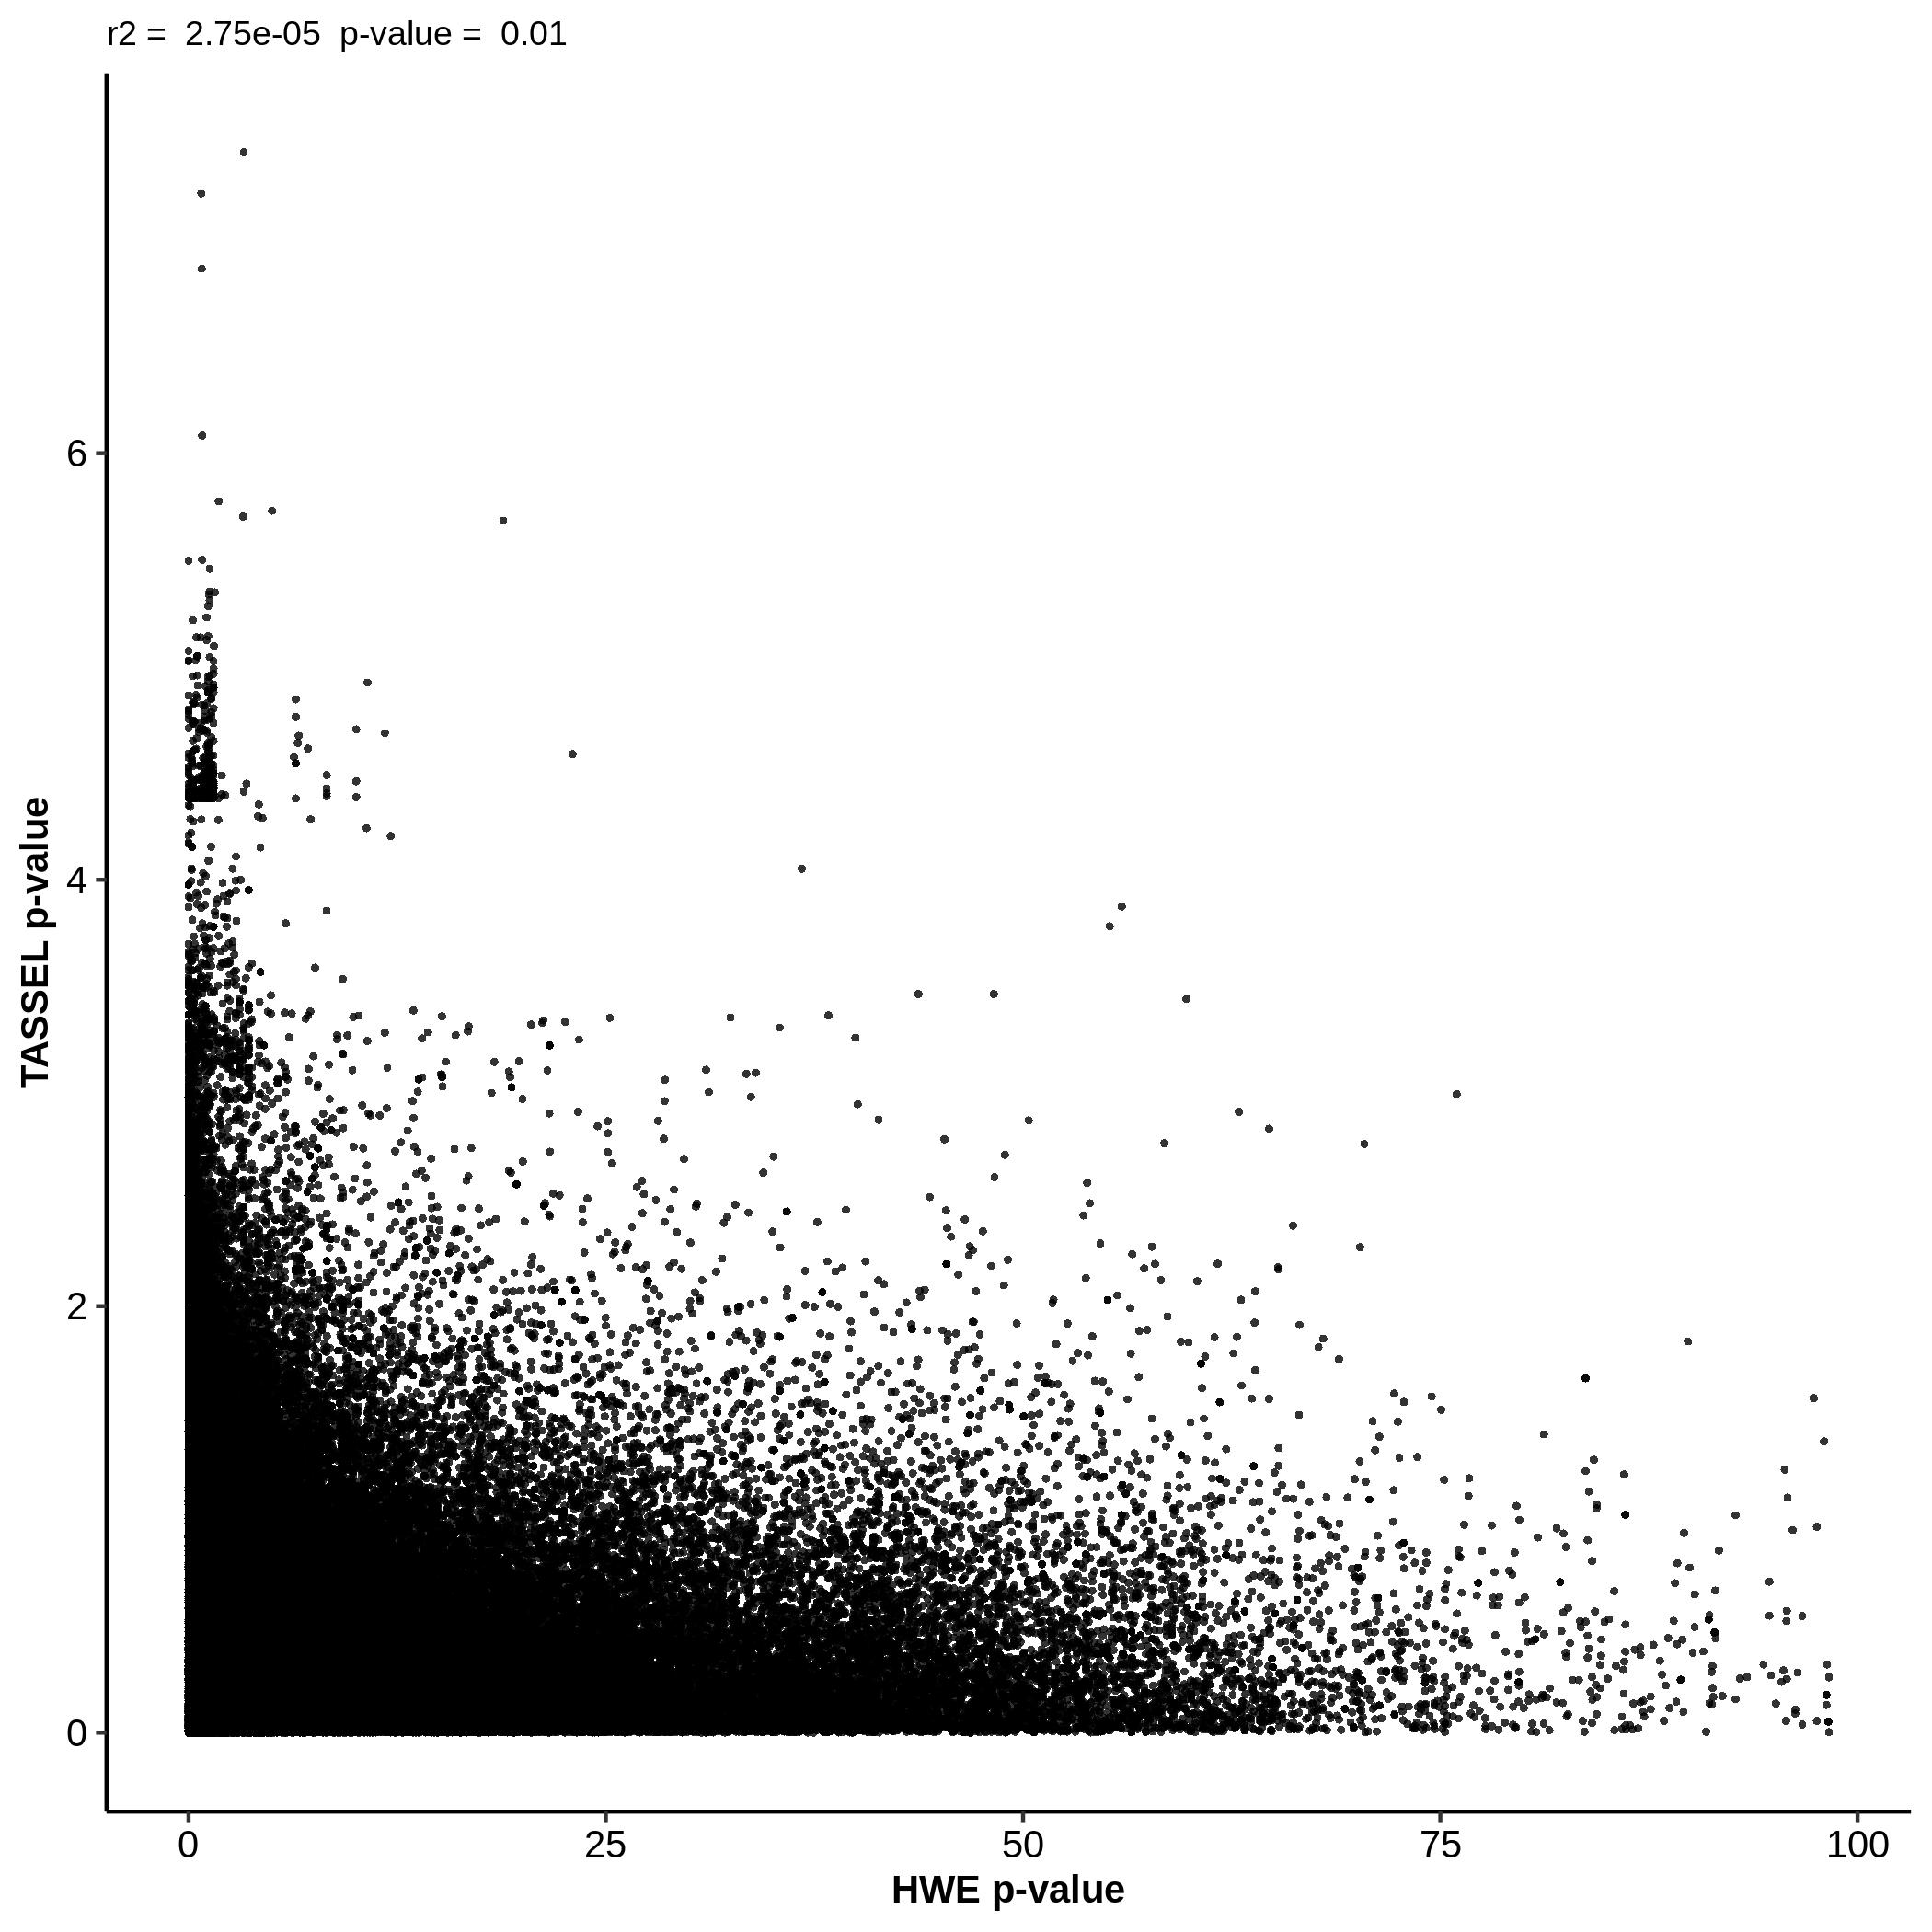 r2 =  2.75e-05  p-value =  0.01
6
4
2
0
TASSEL p-value
0 25 50 75 100
HWE p-value